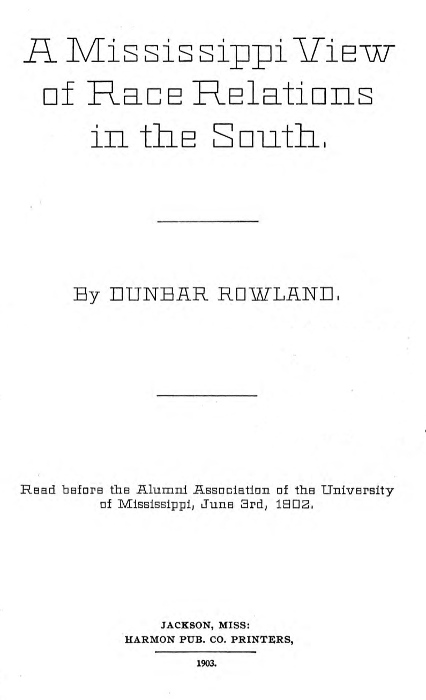 A Mississippi View
of Race Relations
in the South.
By DUNBAR ROWLAND.
Read before the Alumni Association of the University
of Mississippi, June 3rd, 1902.
JACKSON, MISS:
HARMON PUB. CO. PRINTERS,
1903.